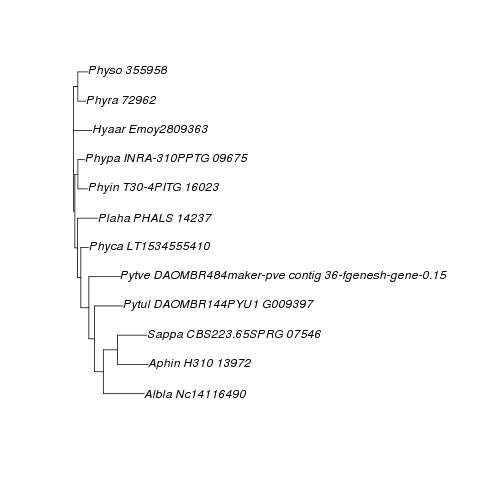 Physo 355958
Phyra 72962
Hyaar Emoy2809363
Phypa INRA-310PPTG 09675
Phyin T30-4PITG 16023
Plaha PHALS 14237
Phyca LT1534555410
Pytve DAOMBR484maker-pve contig 36-fgenesh-gene-0.15
Pytul DAOMBR144PYU1 G009397
Sappa CBS223.65SPRG 07546
Aphin H310 13972
Albla Nc14116490